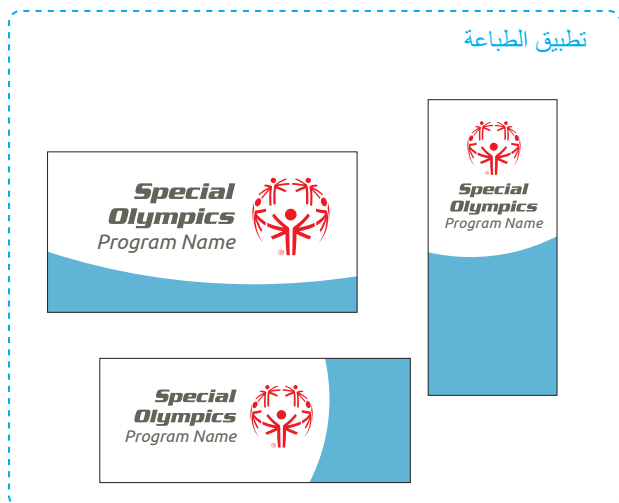 تطبيق الطباعة
Special
Olympics
Program Name
®
Special
Olympics
Program Name
®
Special
Olympics
Program Name
®